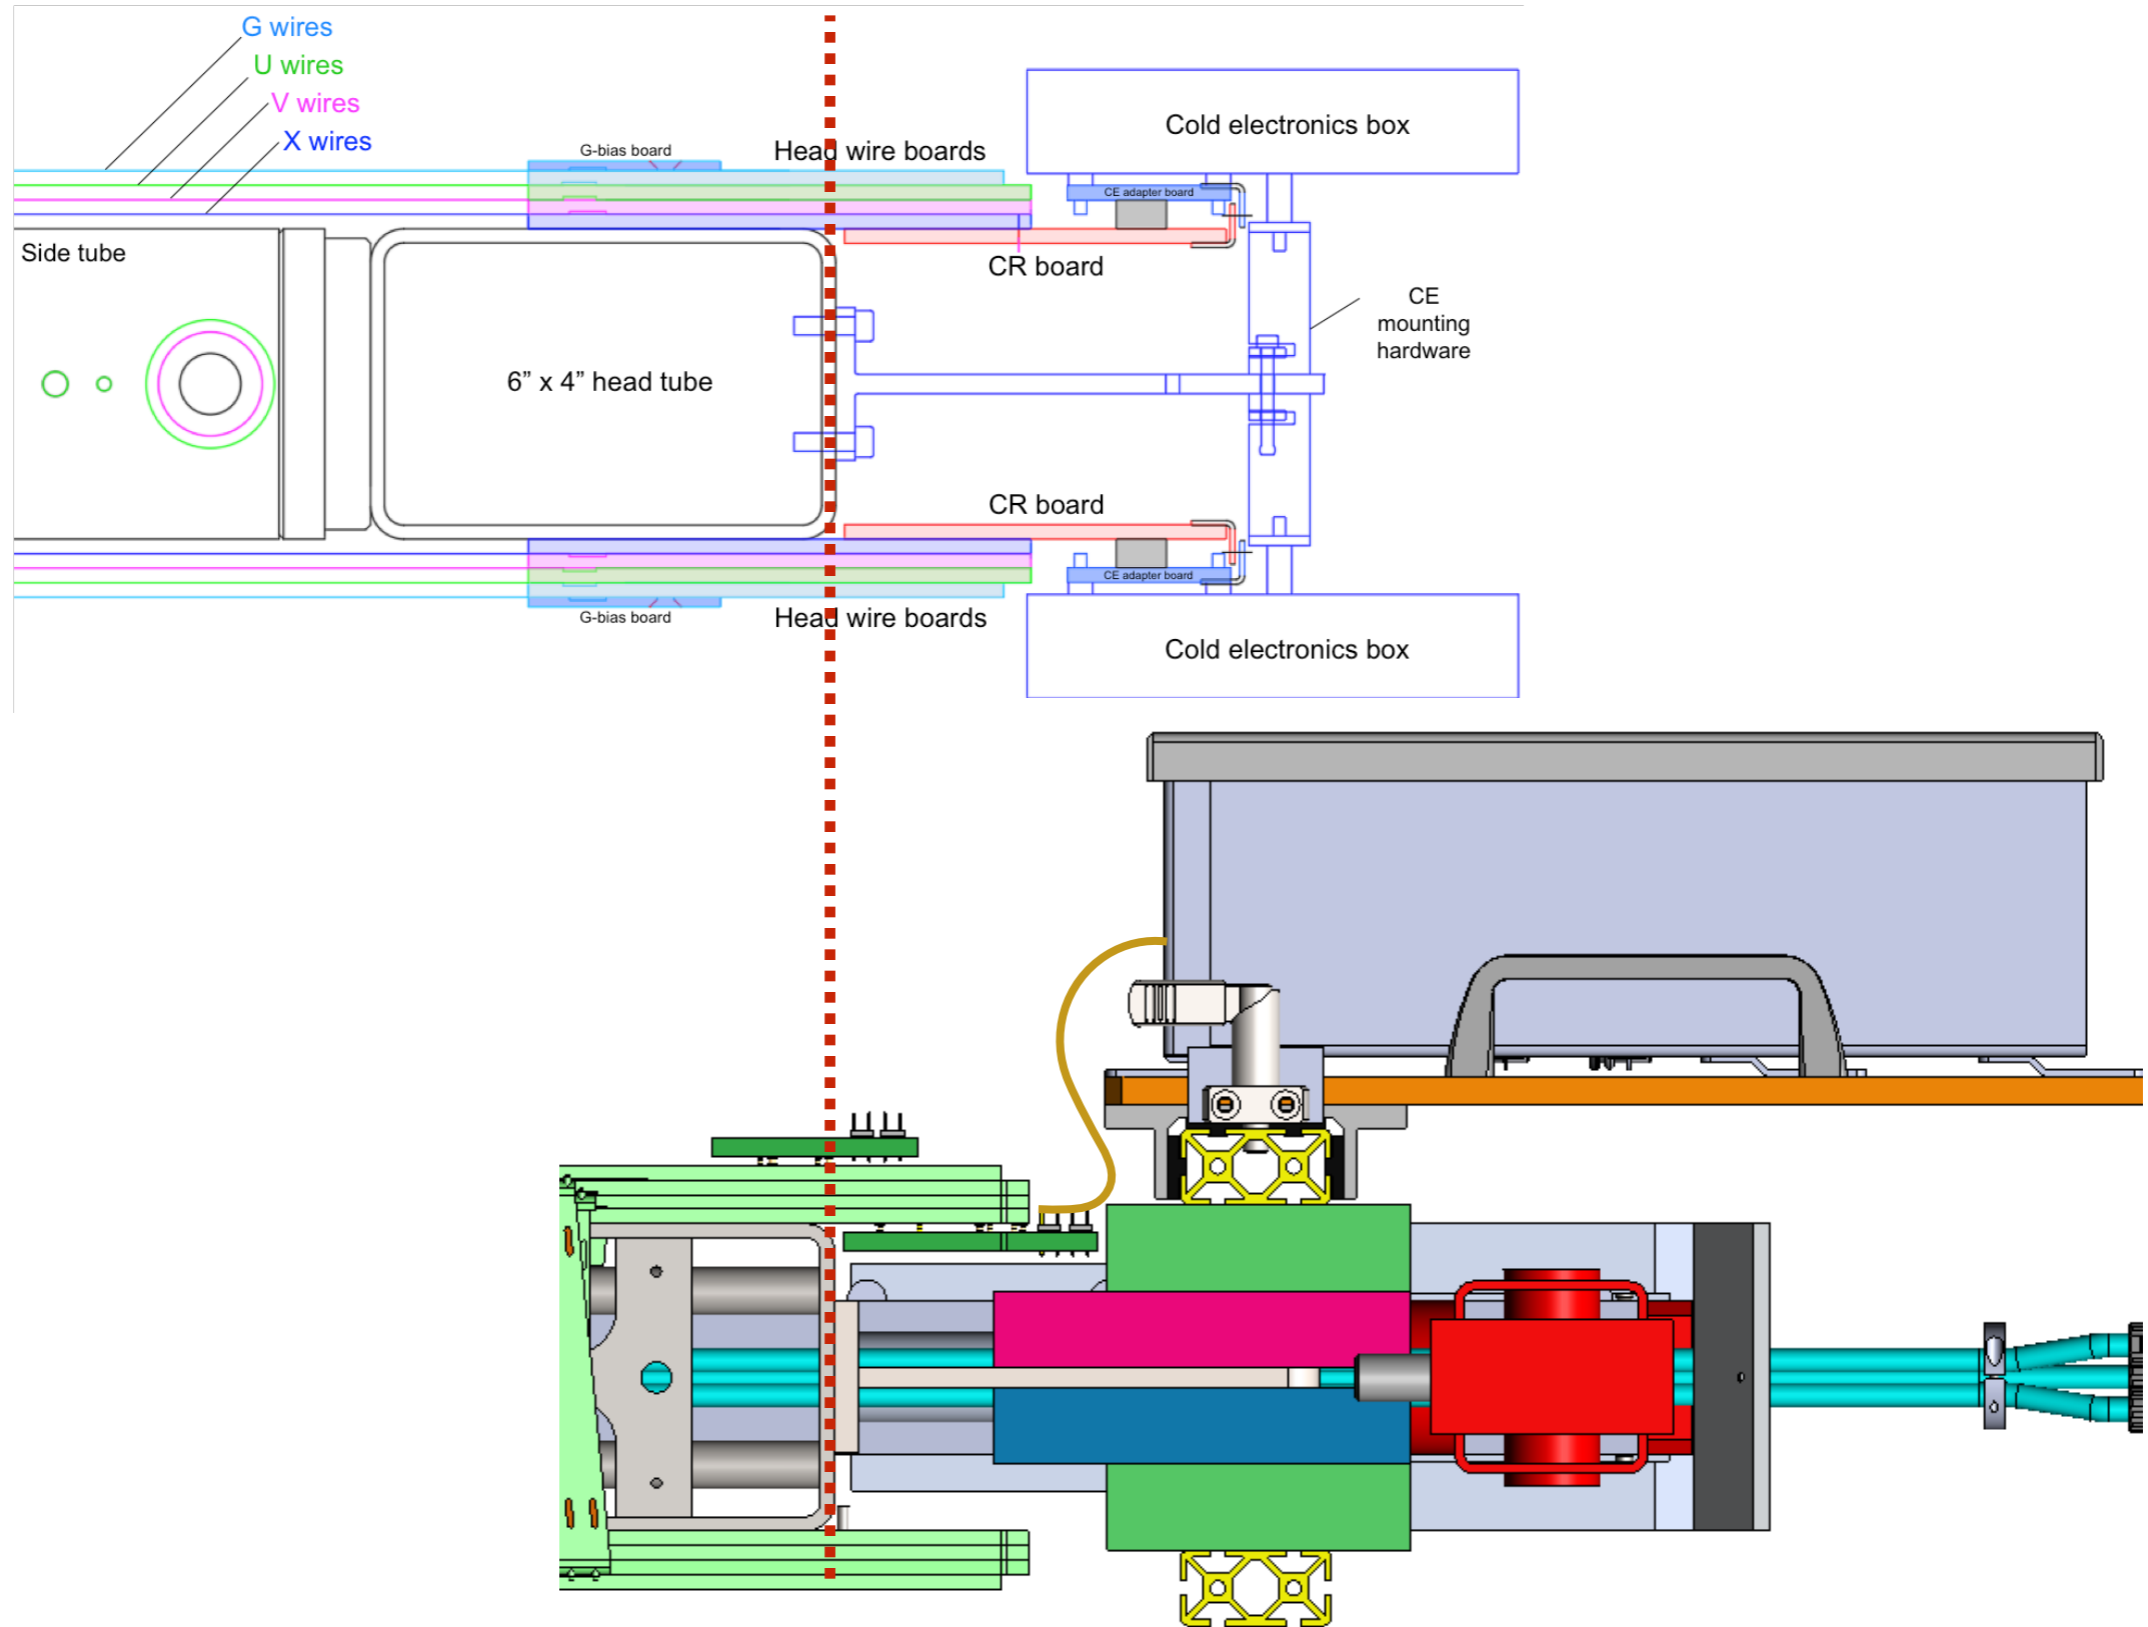 G wires
U wires
V wires
X wires
G-bias board
Head wire boards
Cold electronics box
CE adapter board
Side tube
CR board
CE
mounting
hardware
6” x 4” head tube
CR board
CE adapter board
G-bias board
Head wire boards
Cold electronics box